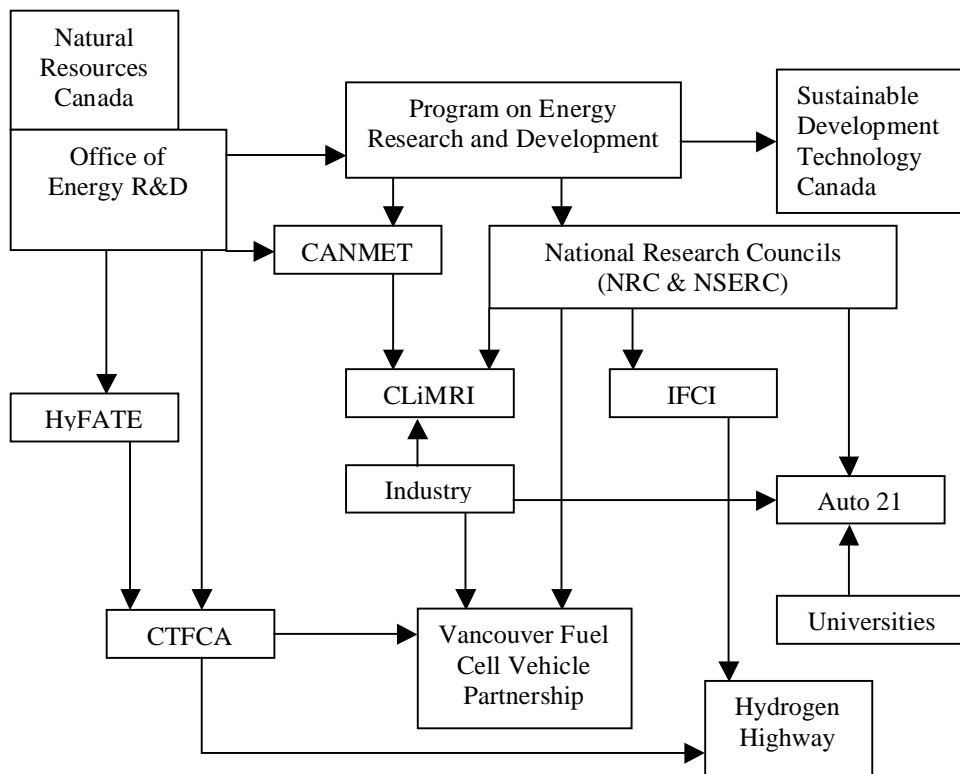 Natural
Resources
Canada
Program on Energy
Research and Development
Sustainable
Development
Technology
Canada
Office of
Energy R&D
CANMET
National Research Councils
(NRC & NSERC)
CLiMRI
IFCI
HyFATE
Industry
Auto 21
CTFCA
Vancouver Fuel
Cell Vehicle
Partnership
Universities
Hydrogen
Highway